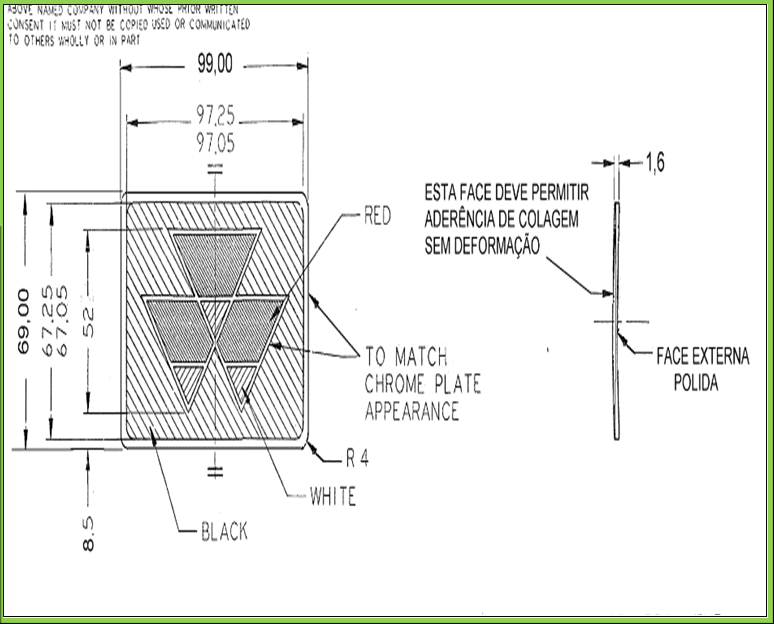 ABOVE NAMED COMPANY WITHOUT WHOSE PRIOR WRITTEN
CONSENT IT MUST NOT BE COPIED USED OR COMMUNICATED
TO OTHERS WHOLLY OR IN PART
99,00
97,25
97,05
1,6
ESTA FACE DEVE PERMITIR
ADERÊNCIA DE COLAGEM
SEM DEFORMAÇÃO
RED
69,00
67,25
67,05
52
TO MATCH
CHROME PLATE
APPEARANCE
FACE EXTERNA
POLIDA
R 4
WHITE
BLACK
8.5